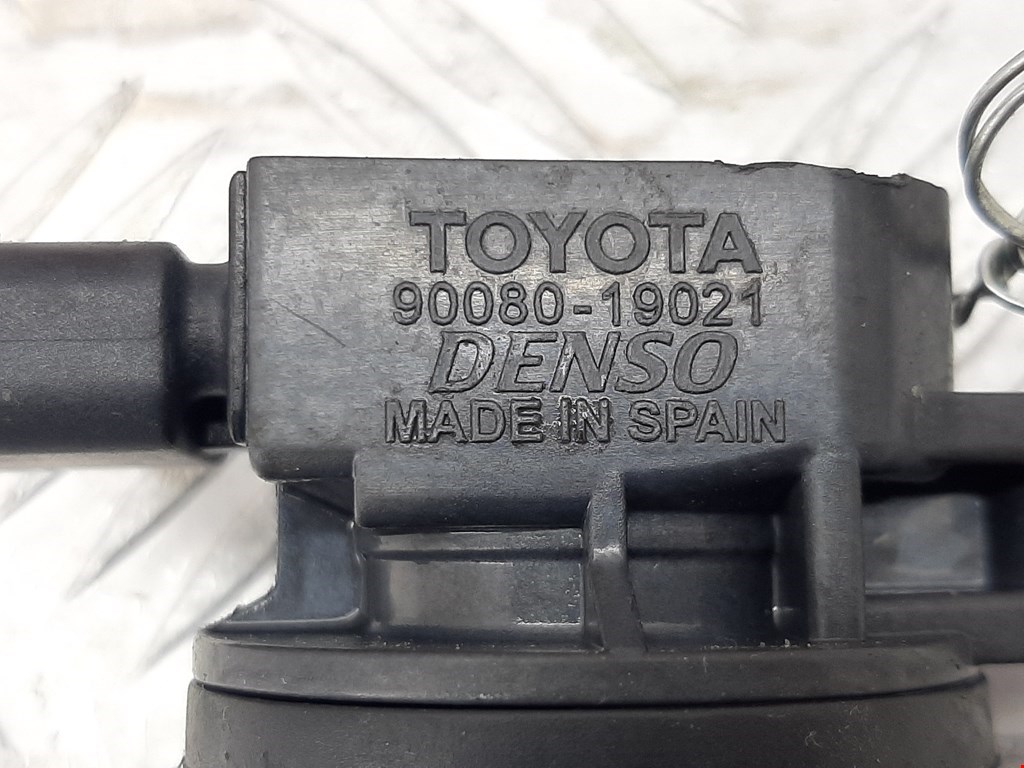 TOYOTA
90080-19021
DENSO
MADE IN SPAIN